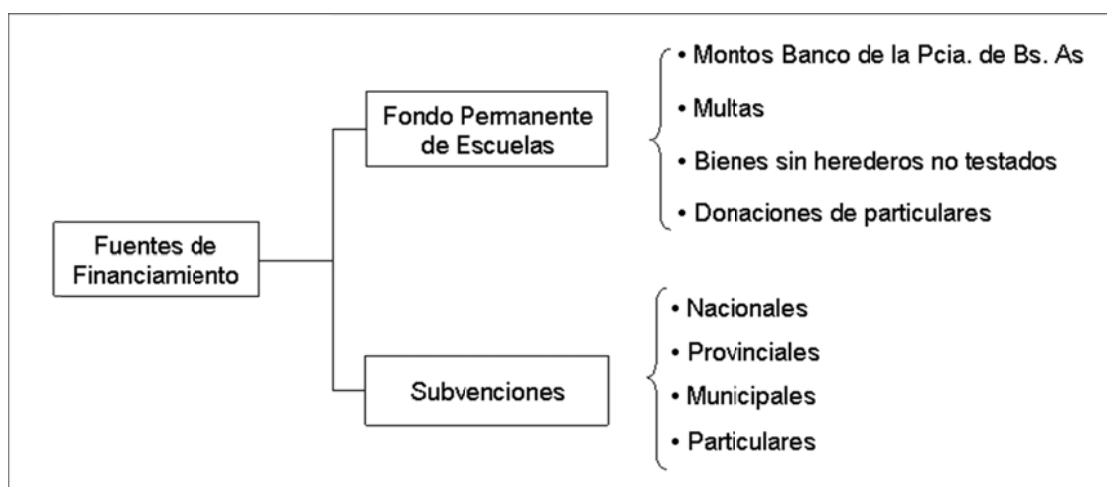 Fuentes de
Financiamiento
Fondo Permanente
de Escuelas
• Montos Banco de la Pcia. de Bs. As
• Multas
• Bienes sin herederos no testados
• Donaciones de particulares
Subvenciones
• Nacionales
• Provinciales
• Municipales
• Particulares